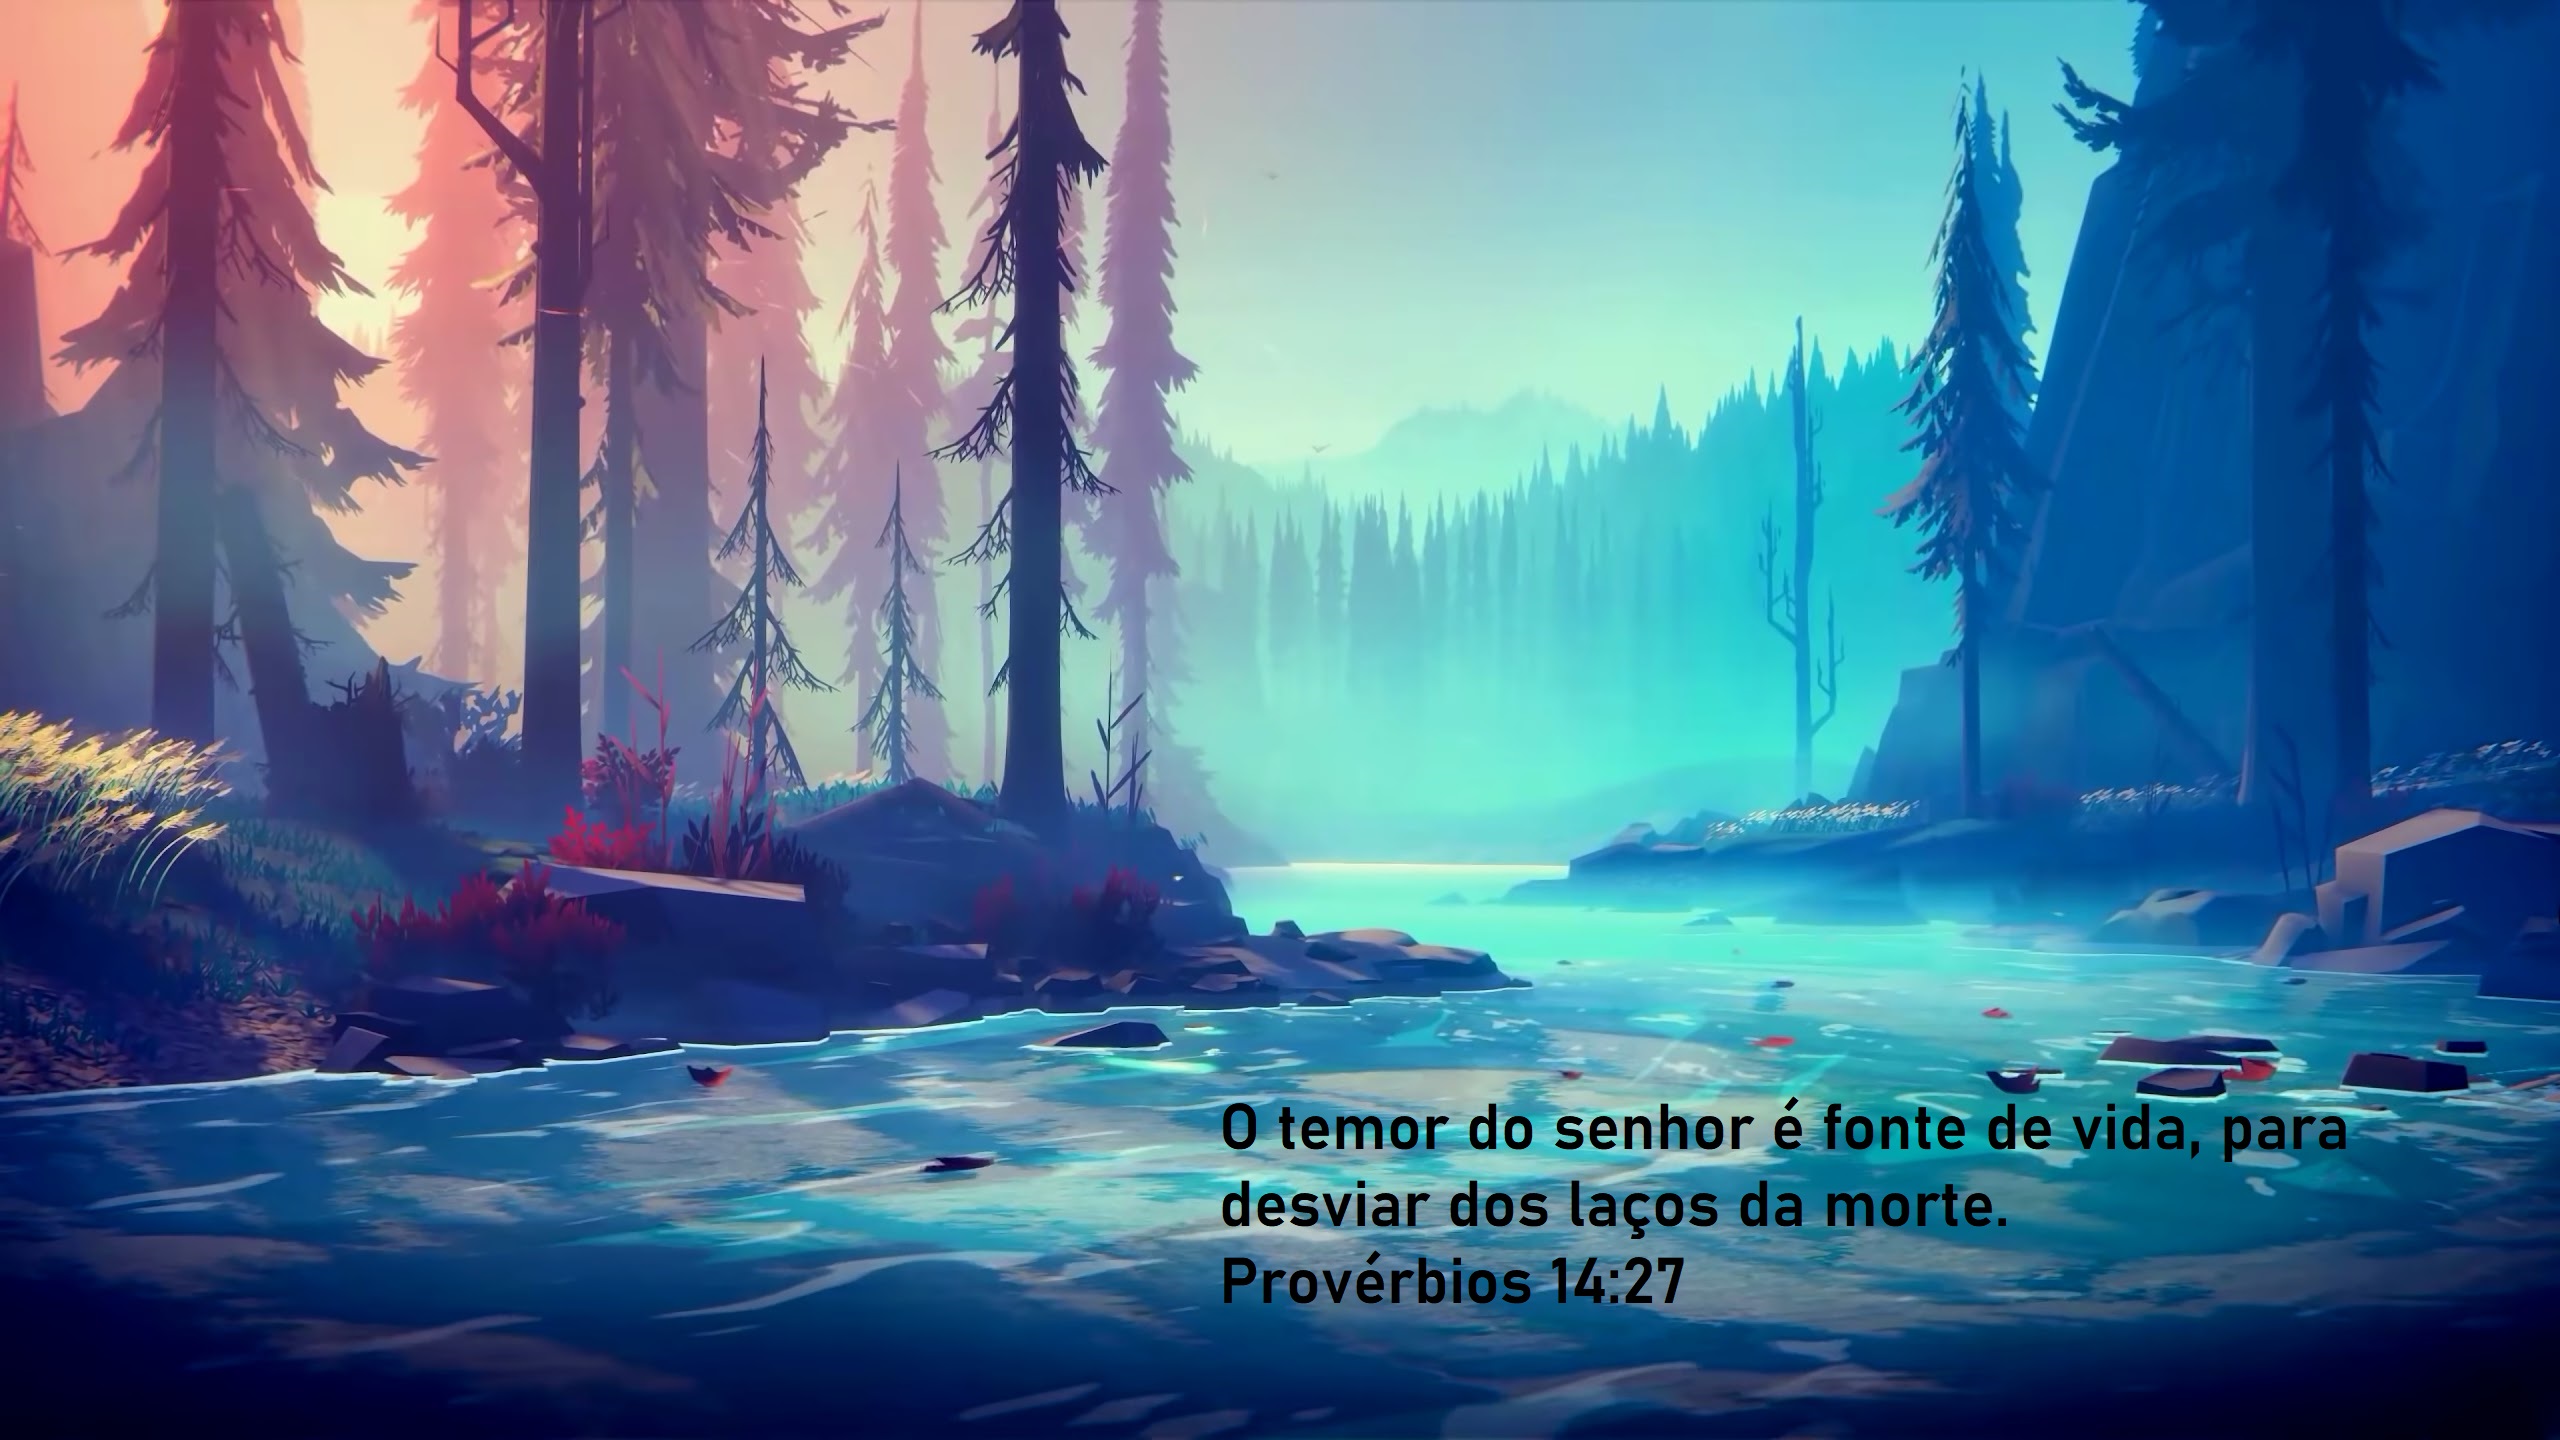 O temor do senhor é fonte de vida, para
desviar dos laços da morte.
Provérbios 14:27